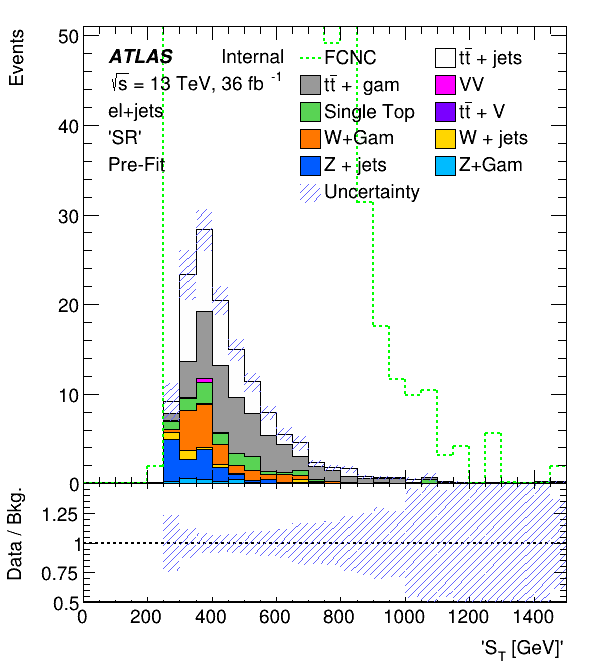 Events
50
40
30
20
10
0
ATLAS Internal
√s = 13 TeV, 36 fb⁻¹
el+jets
'SR'
Pre-Fit
FCNC
tt̄ + jets
tt̄ + gam
VV
Single Top
tt̄ + V
W+Gam
W + jets
Z + jets
Z+Gam
Uncertainty
Data / Bkg.
1.25
1
0.75
0.5
0 200 400 600 800 1000 1200 1400
'S_T [GeV]'